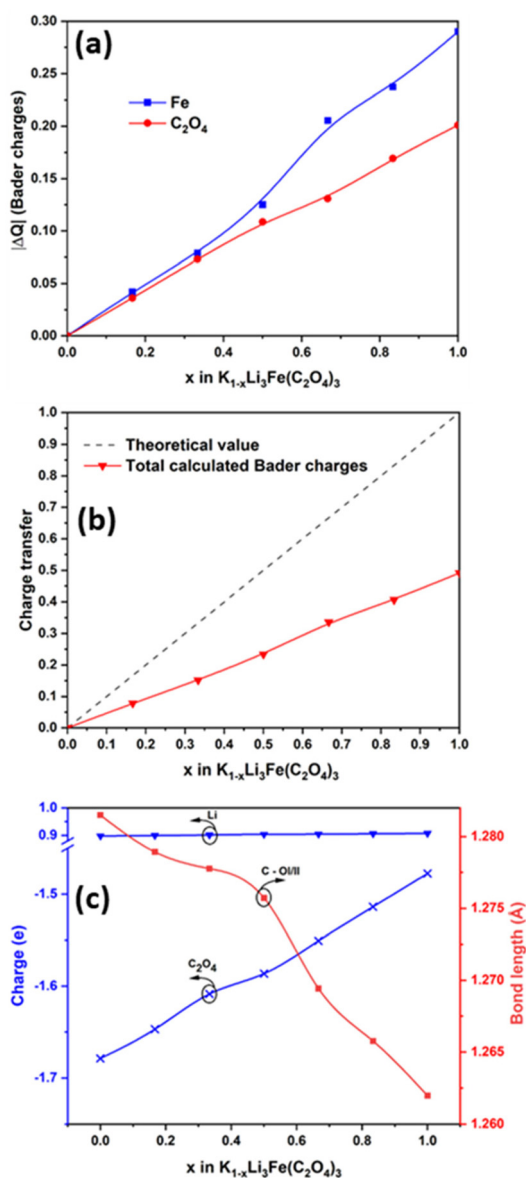 (a)
Fe
C₂O₄
0.30
0.25
0.20
0.15
0.10
0.05
0.00
|ΔQ| (Bader charges)
0.0 0.2 0.4 0.6 0.8 1.0
x in K₁₋ₓLi₃Fe(C₂O₄)₃
(b)
Theoretical value
Total calculated Bader charges
1.0
0.9
0.8
0.7
0.6
0.5
0.4
0.3
0.2
0.1
0.0
Charge transfer
0.0 0.1 0.2 0.3 0.4 0.5 0.6 0.7 0.8 0.9 1.0
x in K₁₋ₓLi₃Fe(C₂O₄)₃
(c)
Li
C - OI/II
C₂O₄
1.0
0.9
-1.5
-1.6
-1.7
Charge (e)
1.280
1.275
1.270
1.265
1.260
Bond length (Å)
0.0 0.2 0.4 0.6 0.8 1.0
x in K₁₋ₓLi₃Fe(C₂O₄)₃